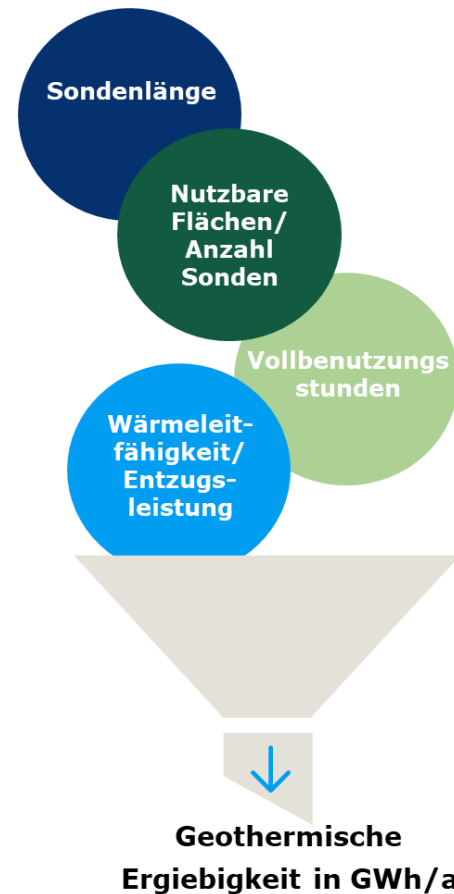 Sondenlänge
Nutzbare
Flächen/
Anzahl
Sonden
Vollbenutzungs
stunden
Wärmeleit-
fähigkeit/
Entzugs-
leistung
Geothermische
Ergiebigkeit in GWh/a